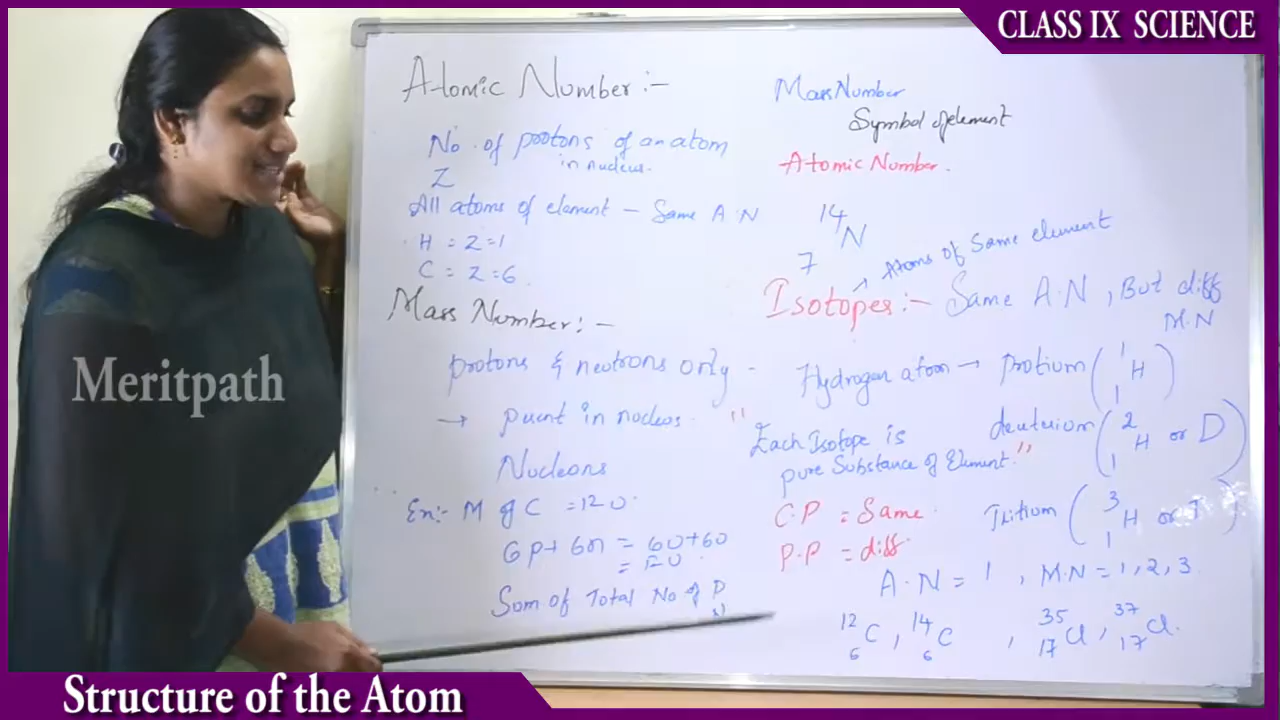 CLASS IX SCIENCE
Atomic Number:-
No. of protons of an atom
in nucleus.
Z
All atoms of element - Same A.N
H = Z=1
C = Z=6
Mass Number:-
protons & neutrons only -
→ in nucleus.
Nucleons
Ex:- M of C = 12 U
6p+6n = 6U+6U
= 12U
Sum of Total No of P
N
Mass Number
Symbol of element
Atomic Number.
14
N
7
Atoms of Same element
Isotopes:- Same A.N, But diff
M.N
Hydrogen atom → protium ( 1
H )
1
deuterium ( 2
H or D )
1
Tritium ( 3
H or T )
1
"Each Isotope is
pure Substance of Element."
C.P = Same
P.P = diff
A.N = 1, M.N = 1, 2, 3
12 C, 14 C, 35 Cl, 37 Cl.
6 6 17 17
Meritpath
Structure of the Atom